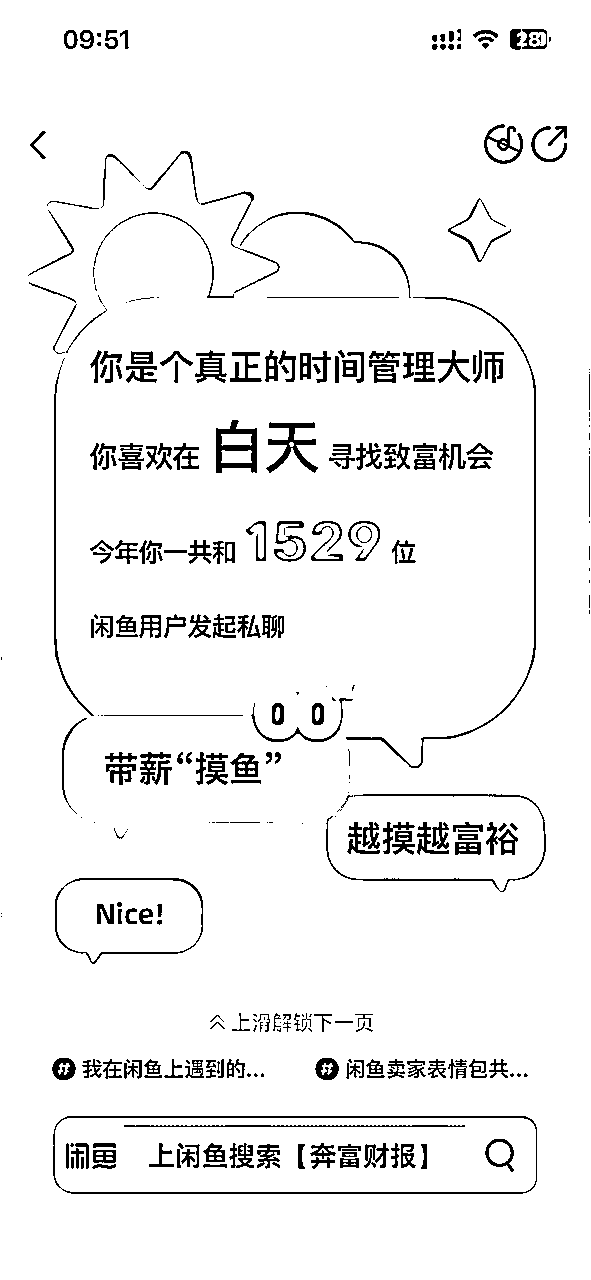 09:51
28
你是个真正的时间管理大师
你喜欢在 白天 寻找致富机会
今年你一共和 1529 位
闲鱼用户发起私聊
带薪“摸鱼”
越摸越富裕
Nice!
上滑解锁下一页
# 我在闲鱼上遇到的...
# 闲鱼卖家表情包共...
闲鱼 上闲鱼搜索【奔富财报】